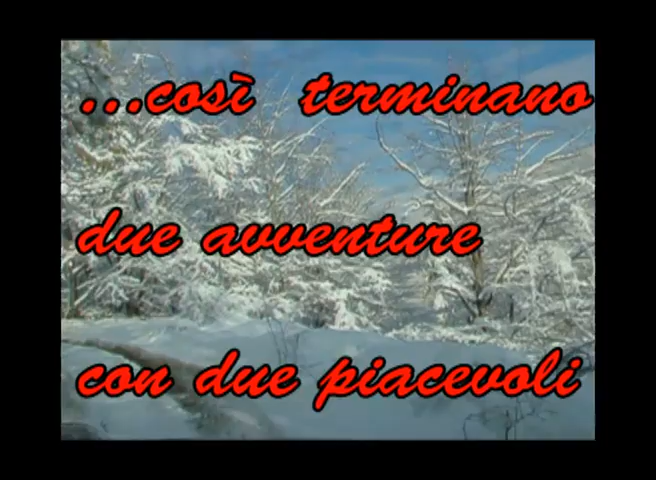 ...così terminano
due avventure
con due piacevoli